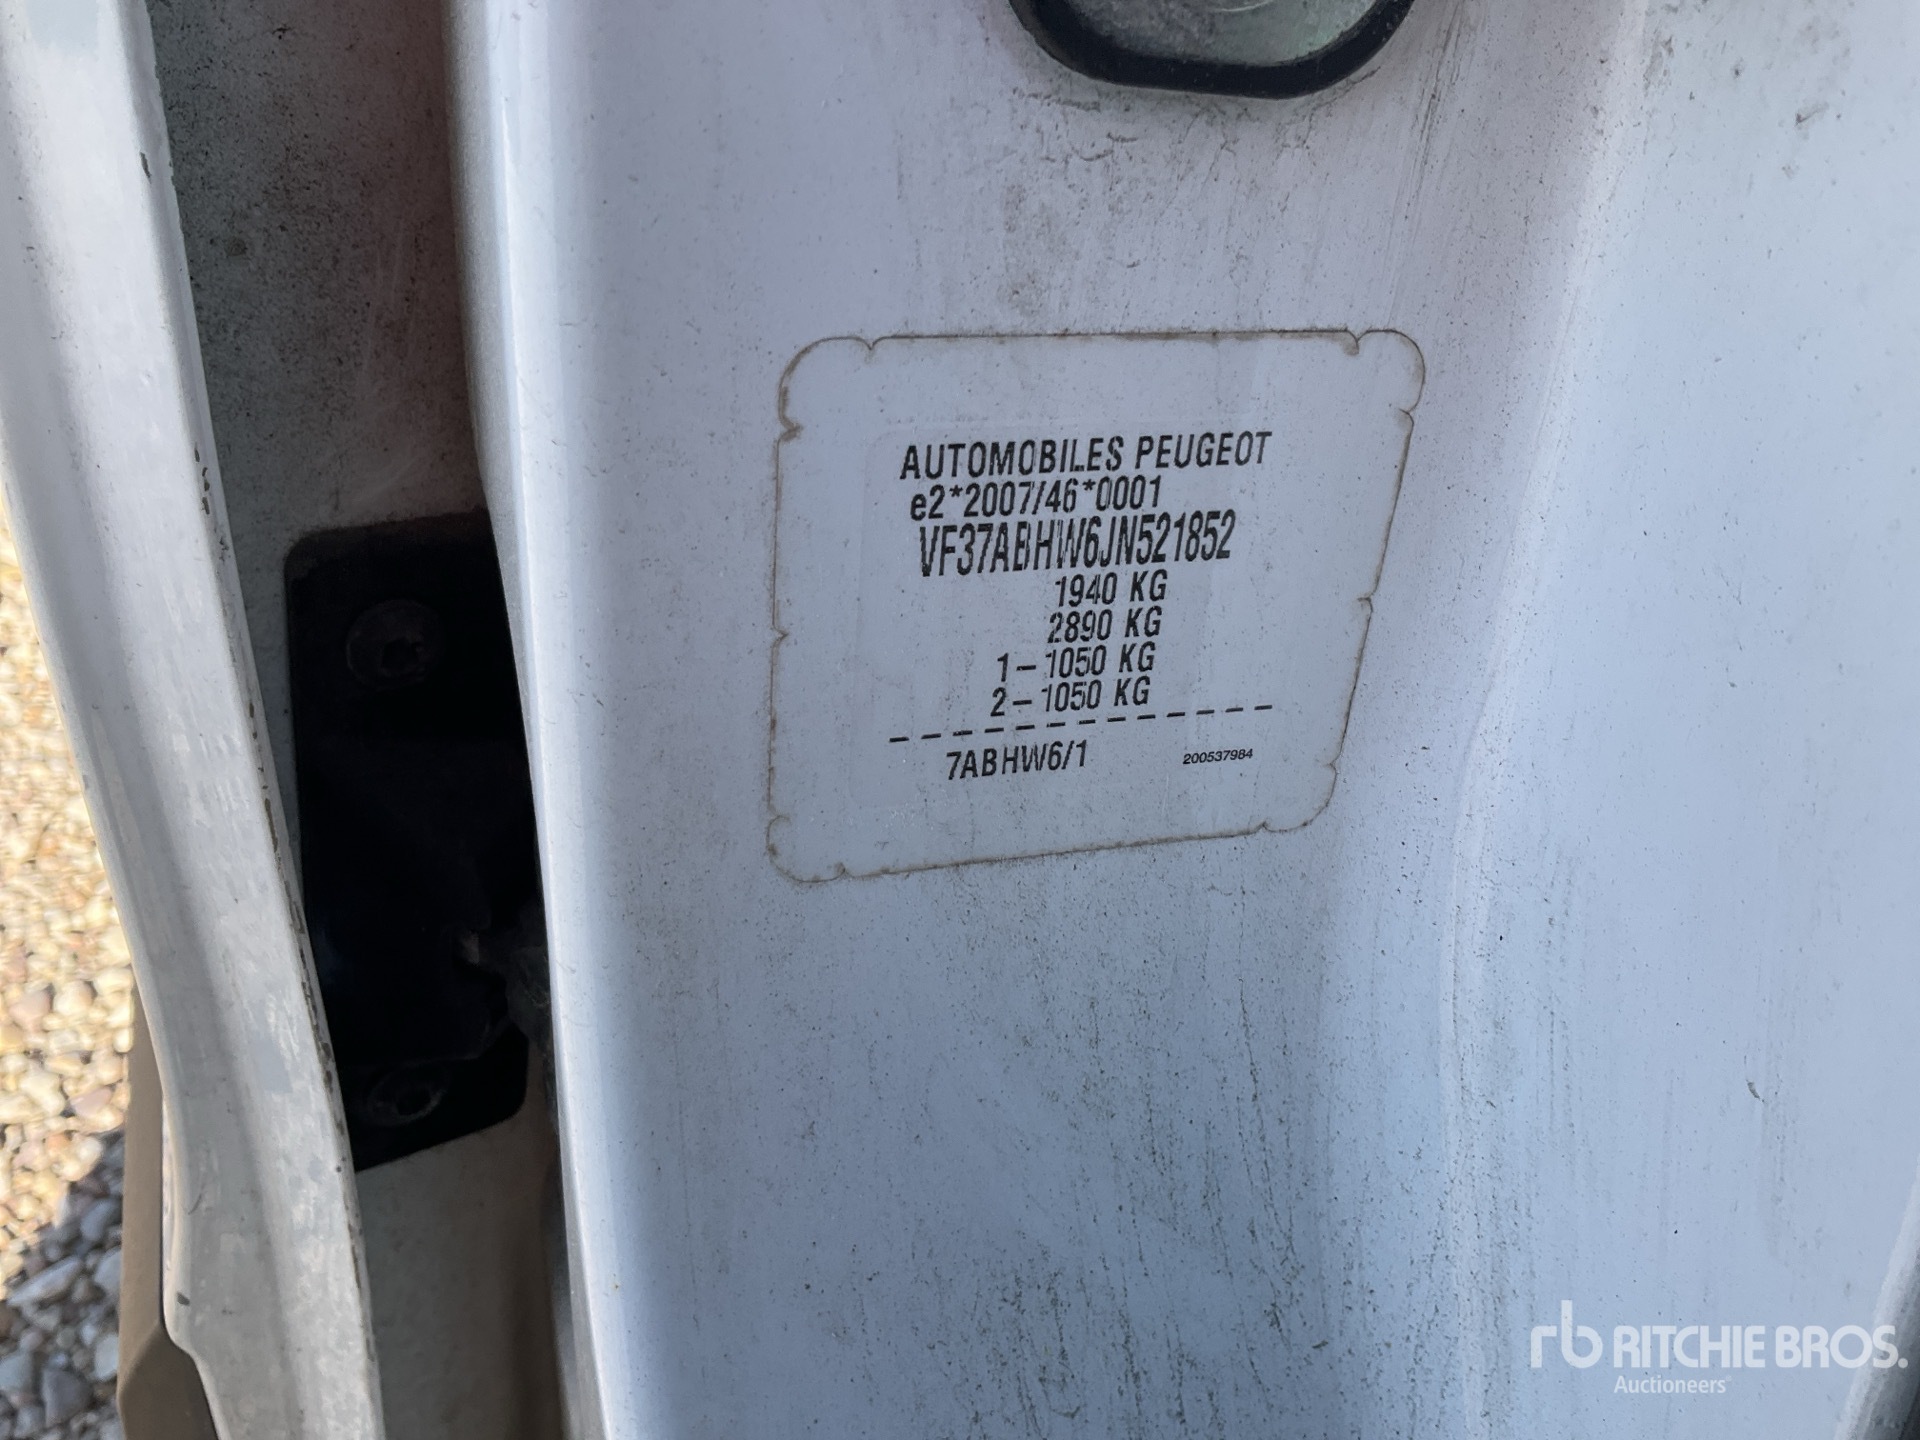 AUTOMOBILES PEUGEOT
e2*2007/46*0001
VF37ABHW6JN521852
1940 KG
2890 KG
1–1050 KG
2–1050 KG
7ABHW6/1 200537984
rb RITCHIE BROS.
Auctioneers